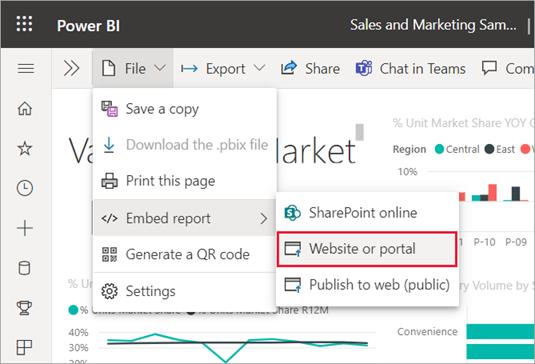 Power BI
Sales and Marketing Sam...
File
Export
Share
Chat in Teams
Com
Save a copy
Download the .pbix file
Print this page
Embed report
Generate a QR code
Settings
SharePoint online
Website or portal
Publish to web (public)
Va
Market
% Unit Market Share YOY C
Region Central East W
10%
P-10 P-09
% Units Market Share % Units Market Share R12M
40%
30%
20%
ry Volume by S
Convenience